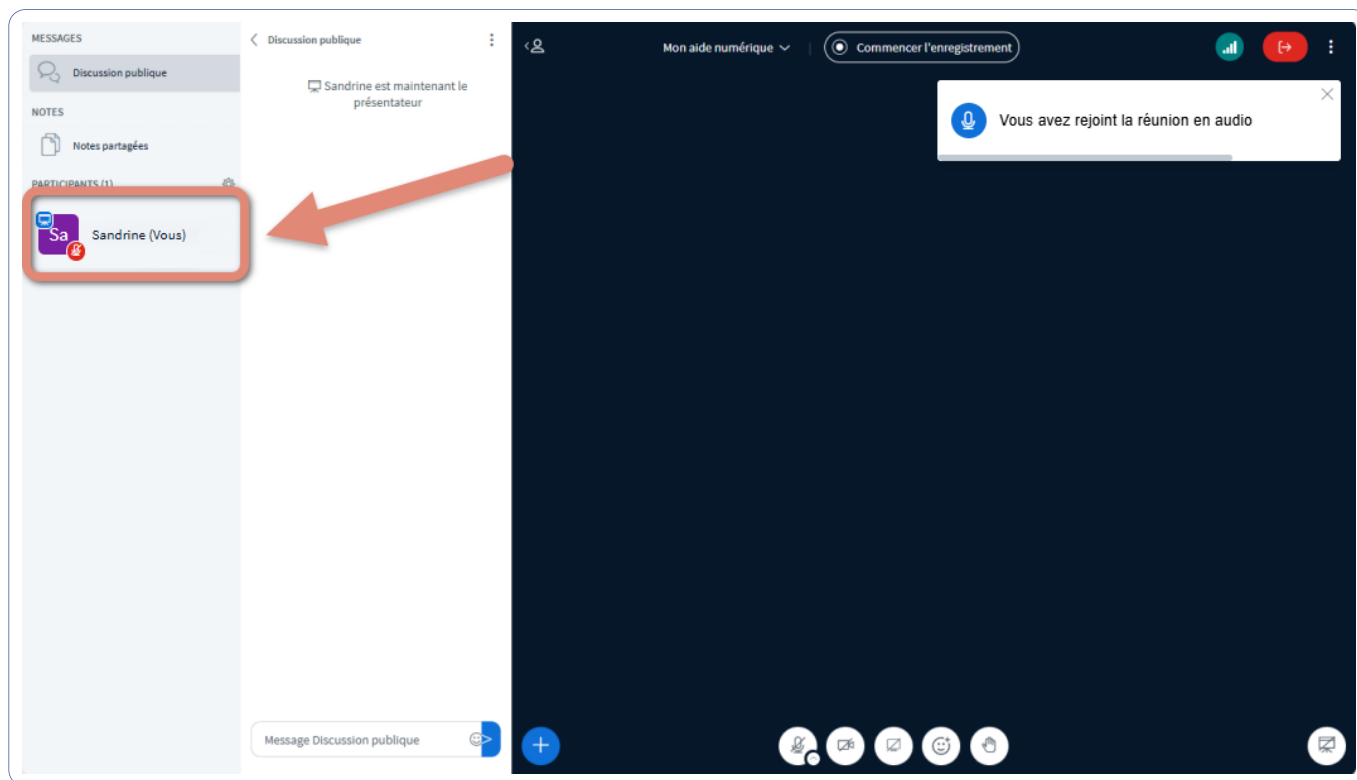 MESSAGES
Discussion publique
NOTES
Notes partagées
PARTICIPANTS (1)
Sa
Sandrine (Vous)
Discussion publique
Sandrine est maintenant le
présentateur
Message Discussion publique
Mon aide numérique
Commencer l'enregistrement
Vous avez rejoint la réunion en audio